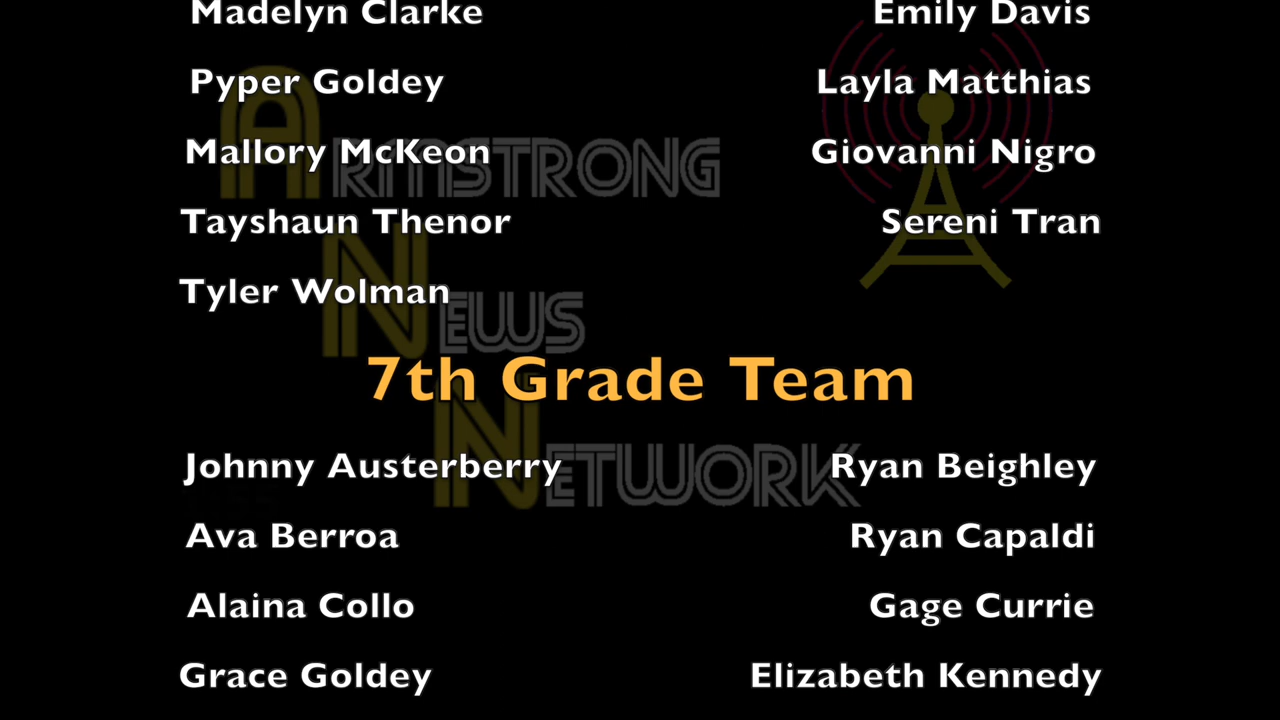 Madelyn Clarke Emily Davis
Pyper Goldey Layla Matthias
ARMSTRONG
Mallory McKeon Giovanni Nigro
Tayshaun Thenor Sereni Tran
Tyler Wolman
NEWS
7th Grade Team
NETWORK
Johnny Austerberry Ryan Beighley
Ava Berroa Ryan Capaldi
Alaina Collo Gage Currie
Grace Goldey Elizabeth Kennedy